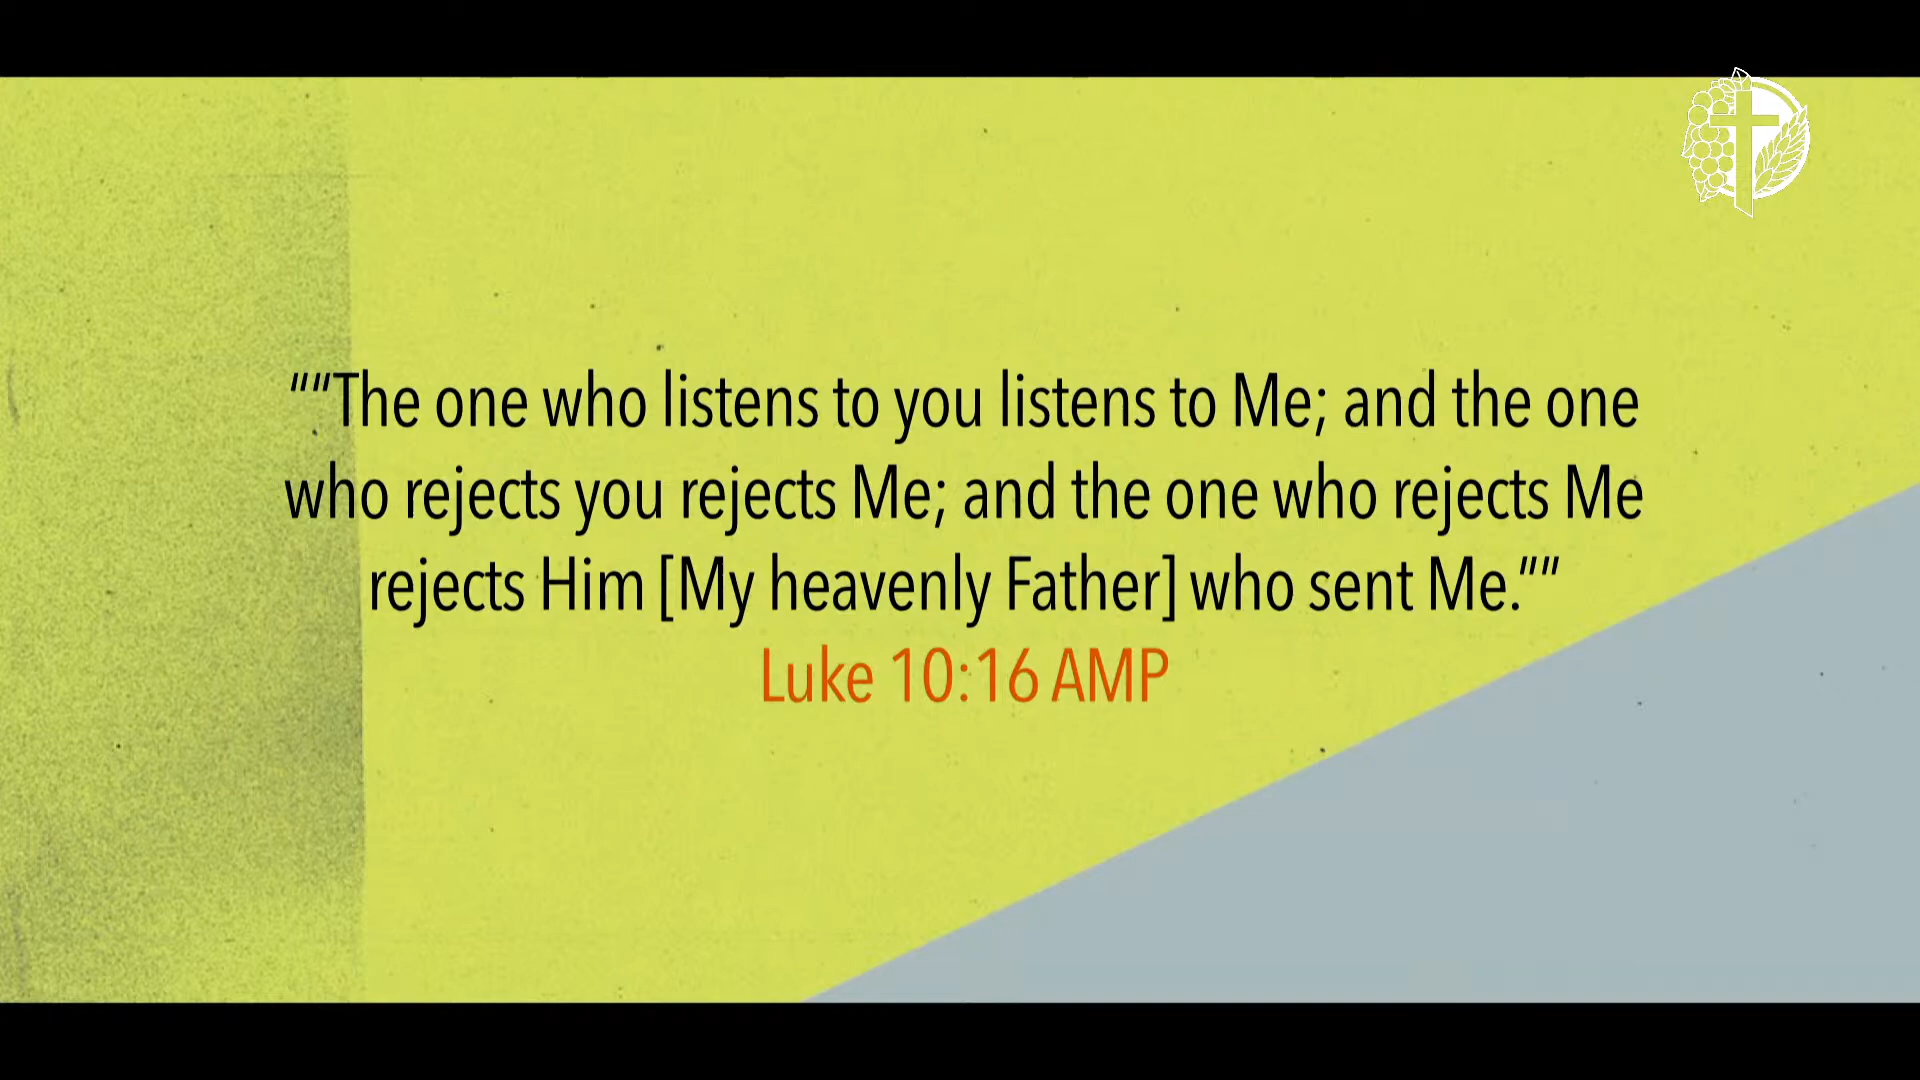 ““The one who listens to you listens to Me; and the one
who rejects you rejects Me; and the one who rejects Me
rejects Him [My heavenly Father] who sent Me.””
Luke 10:16 AMP